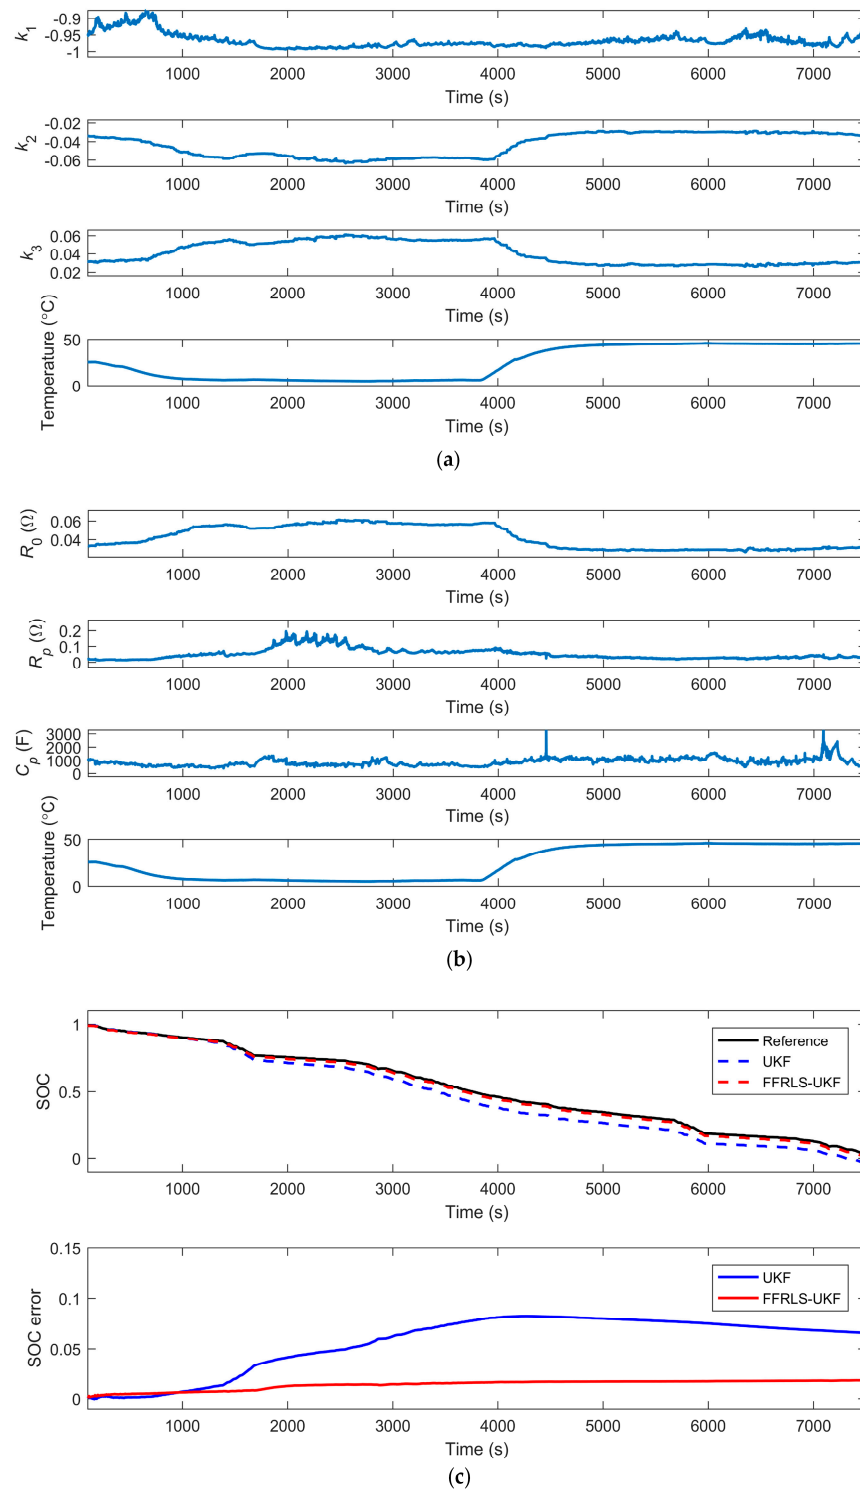 k1
-0.9
-0.95
-1
1000 2000 3000 4000 5000 6000 7000
Time (s)
k2
-0.02
-0.04
-0.06
1000 2000 3000 4000 5000 6000 7000
Time (s)
k3
0.06
0.04
0.02
1000 2000 3000 4000 5000 6000 7000
Time (s)
Temperature (°C)
50
0
1000 2000 3000 4000 5000 6000 7000
Time (s)
(a)
R0 (Ω)
0.06
0.04
1000 2000 3000 4000 5000 6000 7000
Time (s)
Rp (Ω)
0.2
0.1
0
1000 2000 3000 4000 5000 6000 7000
Time (s)
Cp (F)
3000
2000
1000
0
1000 2000 3000 4000 5000 6000 7000
Time (s)
Temperature (°C)
50
0
1000 2000 3000 4000 5000 6000 7000
Time (s)
(b)
SOC
1
0.5
0
Reference
UKF
FFRLS-UKF
1000 2000 3000 4000 5000 6000 7000
Time (s)
SOC error
0.15
0.1
0.05
0
UKF
FFRLS-UKF
1000 2000 3000 4000 5000 6000 7000
Time (s)
(c)